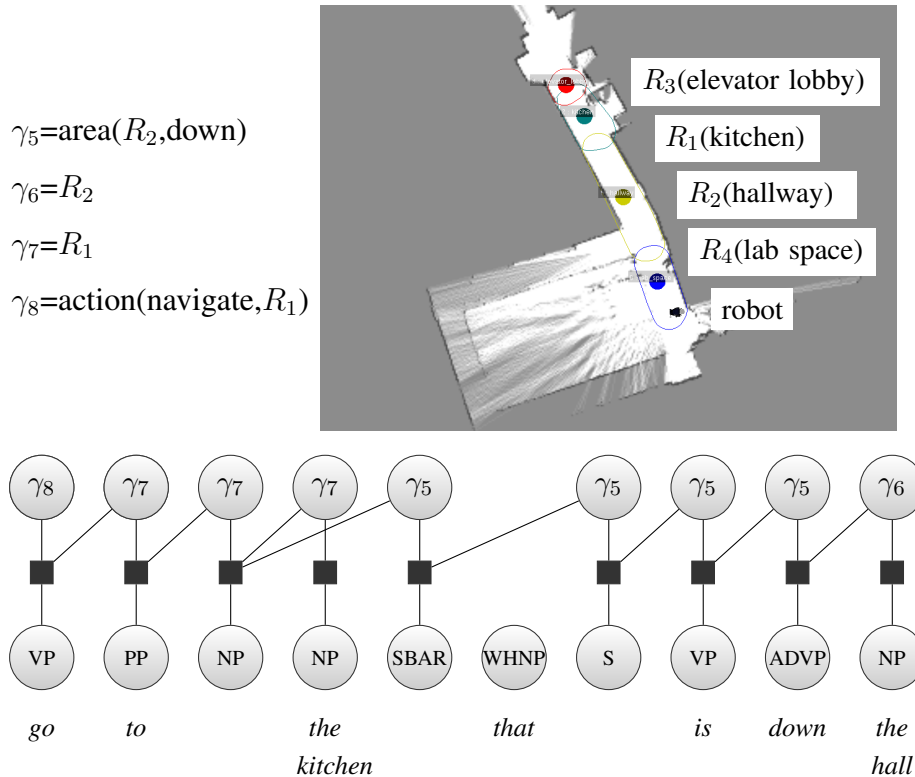 γ₅=area(R₂,down)
γ₆=R₂
γ₇=R₁
γ₈=action(navigate,R₁)
R₃(elevator lobby)
R₁(kitchen)
R₂(hallway)
R₄(lab space)
robot
γ₈ γ₇ γ₇ γ₇ γ₅ γ₅ γ₅ γ₅ γ₆
VP PP NP NP SBAR WHNP S VP ADVP NP
go to the that is down the
kitchen hall